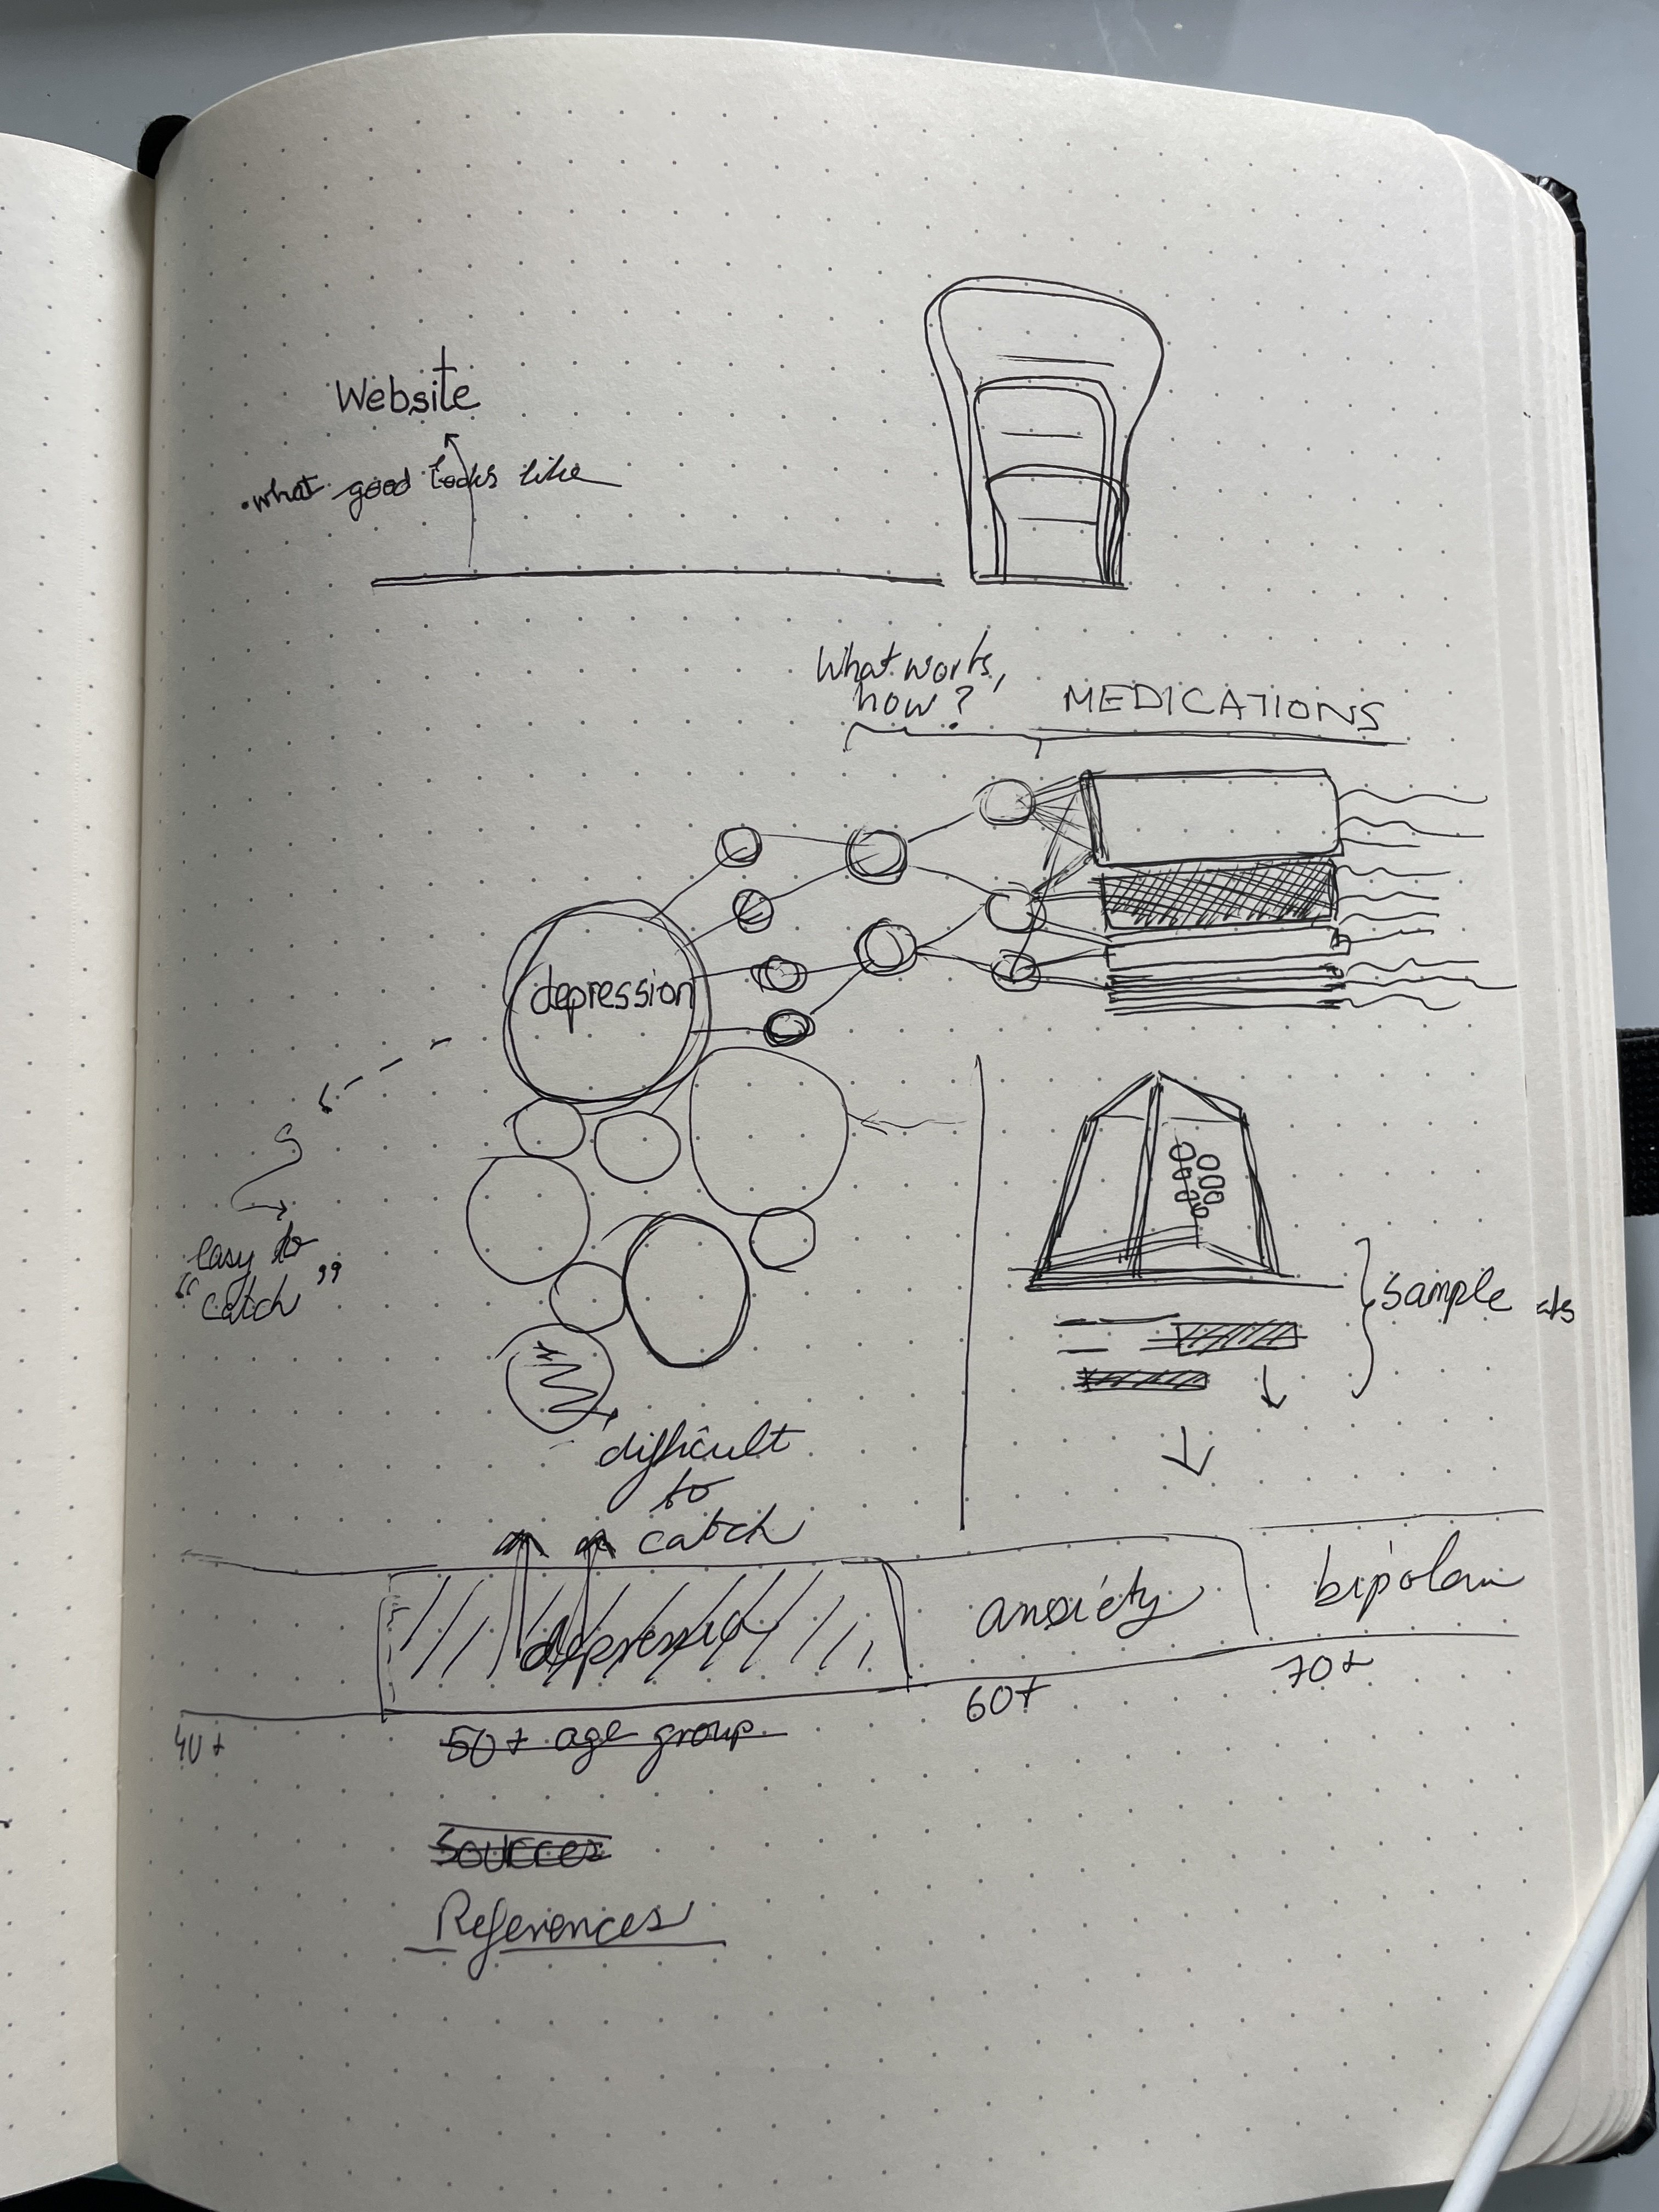 Website
what good looks like
What works,
how?
MEDICATIONS
depression
easy to
“catch”
sample
difficult
to
catch
depression
anxiety
bipolar
40+
50+ age group
60+
70+
Sources
References